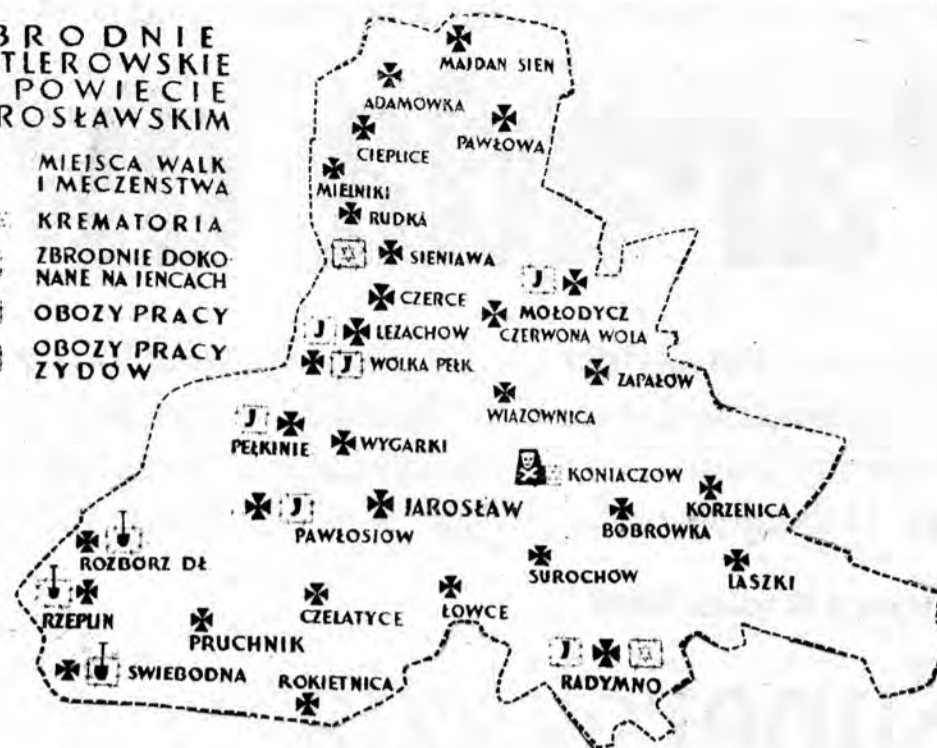 BRODNIE
TLEROWSKIE
POWIECIE
ROSŁAWSKIM
MIEJSCA WALK
I MECZENSTWA
KREMATORIA
ZBRODNIE DOKO-
NANE NA JENCACH
OBOZY PRACY
OBOZY PRACY
ZYDÓW
MAJDAN SIEN
ADAMOWKA
PAWŁOWA
CIEPLICE
MIELNIKI
RUDKA
SIENIAWA
J
MOŁODYCZ
CZERCE
CZERWONA WOLA
J
LEZACHOW
J
WOLKA PEŁK
ZAPAŁOW
WIAZOWNICA
J
PEŁKINIE
WYGARKI
KONIACZOW
KORZENICA
J
PAWŁOSIOW
JAROSŁAW
BOBROWKA
ROZBORZ DŁ
SUROCHOW
LASZKI
RZEPLIN
CZELATYCE
ŁOWCE
PRUCHNIK
SWIEBODNA
ROKIETNICA
J
RADYMNO